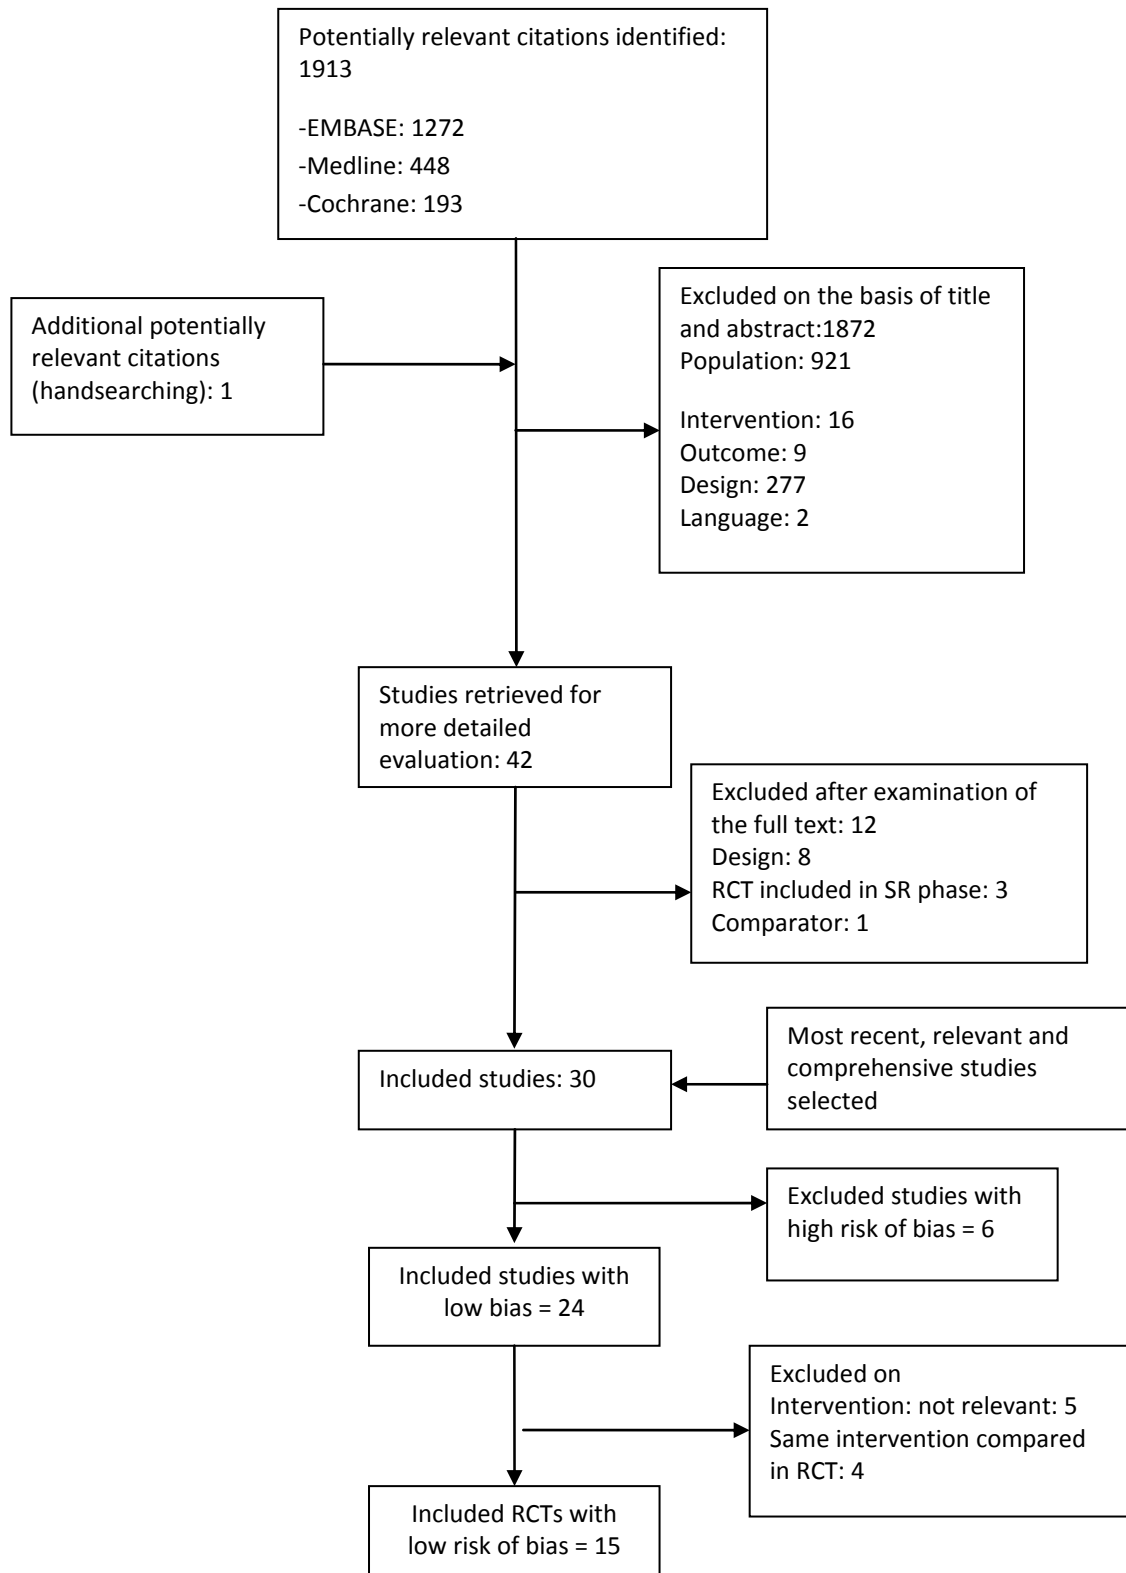 Potentially relevant citations identified:
1913
-EMBASE: 1272
-Medline: 448
-Cochrane: 193
Additional potentially
relevant citations
(handsearching): 1
Excluded on the basis of title
and abstract:1872
Population: 921
Intervention: 16
Outcome: 9
Design: 277
Language: 2
Studies retrieved for
more detailed
evaluation: 42
Excluded after examination of
the full text: 12
Design: 8
RCT included in SR phase: 3
Comparator: 1
Included studies: 30
Most recent, relevant and
comprehensive studies
selected
Excluded studies with
high risk of bias = 6
Included studies with
low bias = 24
Excluded on
Intervention: not relevant: 5
Same intervention compared
in RCT: 4
Included RCTs with
low risk of bias = 15